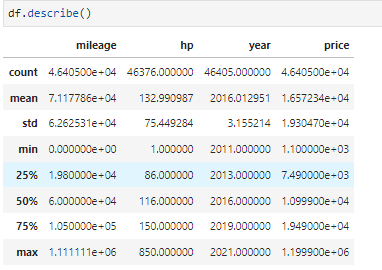 df.describe()
mileage hp year price
count 4.640500e+04 46376.000000 46405.000000 4.640500e+04
mean 7.117786e+04 132.990987 2016.012951 1.657234e+04
std 6.262531e+04 75.449284 3.155214 1.930470e+04
min 0.000000e+00 1.000000 2011.000000 1.100000e+03
25% 1.980000e+04 86.000000 2013.000000 7.490000e+03
50% 6.000000e+04 116.000000 2016.000000 1.099900e+04
75% 1.050000e+05 150.000000 2019.000000 1.949000e+04
max 1.111111e+06 850.000000 2021.000000 1.199900e+06